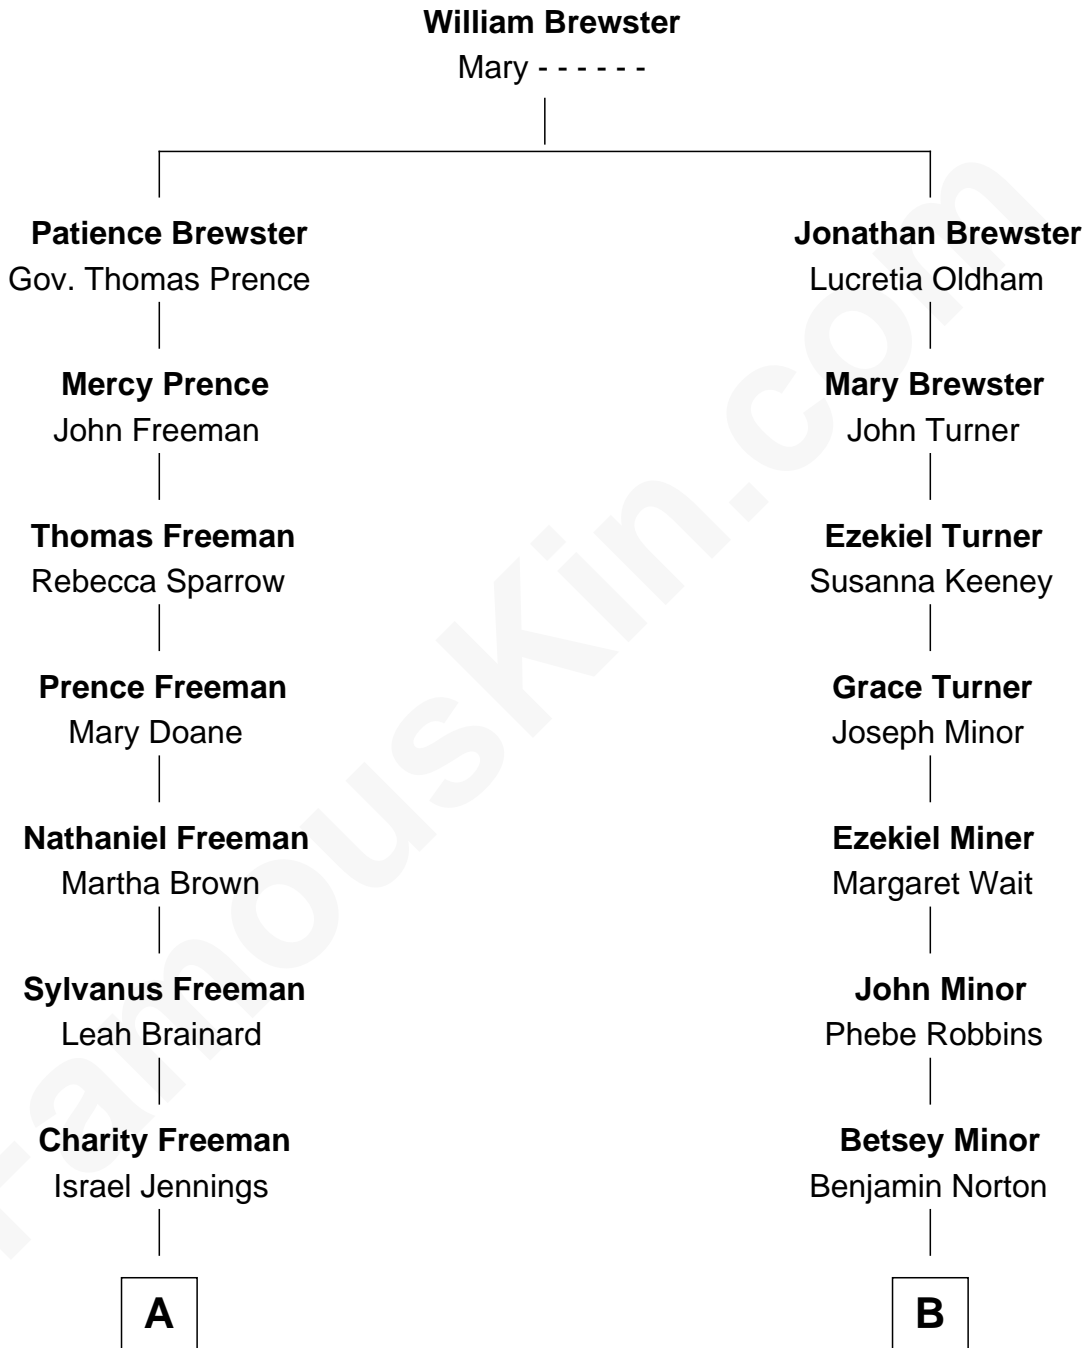 William Brewster
Mary - - - - - -
Patience Brewster
Gov. Thomas Prence
Jonathan Brewster
Lucretia Oldham
Mercy Prence
John Freeman
Mary Brewster
John Turner
Thomas Freeman
Rebecca Sparrow
Ezekiel Turner
Susanna Keeney
Prence Freeman
Mary Doane
Grace Turner
Joseph Minor
Nathaniel Freeman
Martha Brown
Ezekiel Miner
Margaret Wait
Sylvanus Freeman
Leah Brainard
John Minor
Phebe Robbins
Charity Freeman
Israel Jennings
Betsey Minor
Benjamin Norton
A
B
FamousKin.com